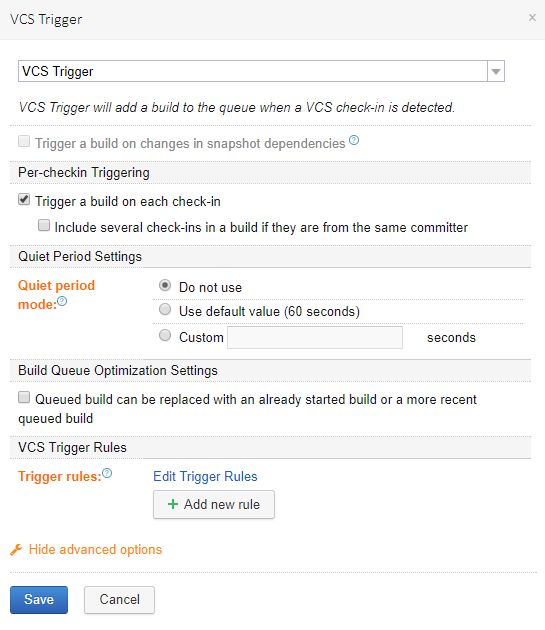 VCS Trigger
VCS Trigger
VCS Trigger will add a build to the queue when a VCS check-in is detected.
Trigger a build on changes in snapshot dependencies ?
Per-checkin Triggering
Trigger a build on each check-in
Include several check-ins in a build if they are from the same committer
Quiet Period Settings
Quiet period
mode: ?
Do not use
Use default value (60 seconds)
Custom seconds
Build Queue Optimization Settings
Queued build can be replaced with an already started build or a more recent
queued build
VCS Trigger Rules
Trigger rules: ? Edit Trigger Rules
+ Add new rule
Hide advanced options
Save Cancel